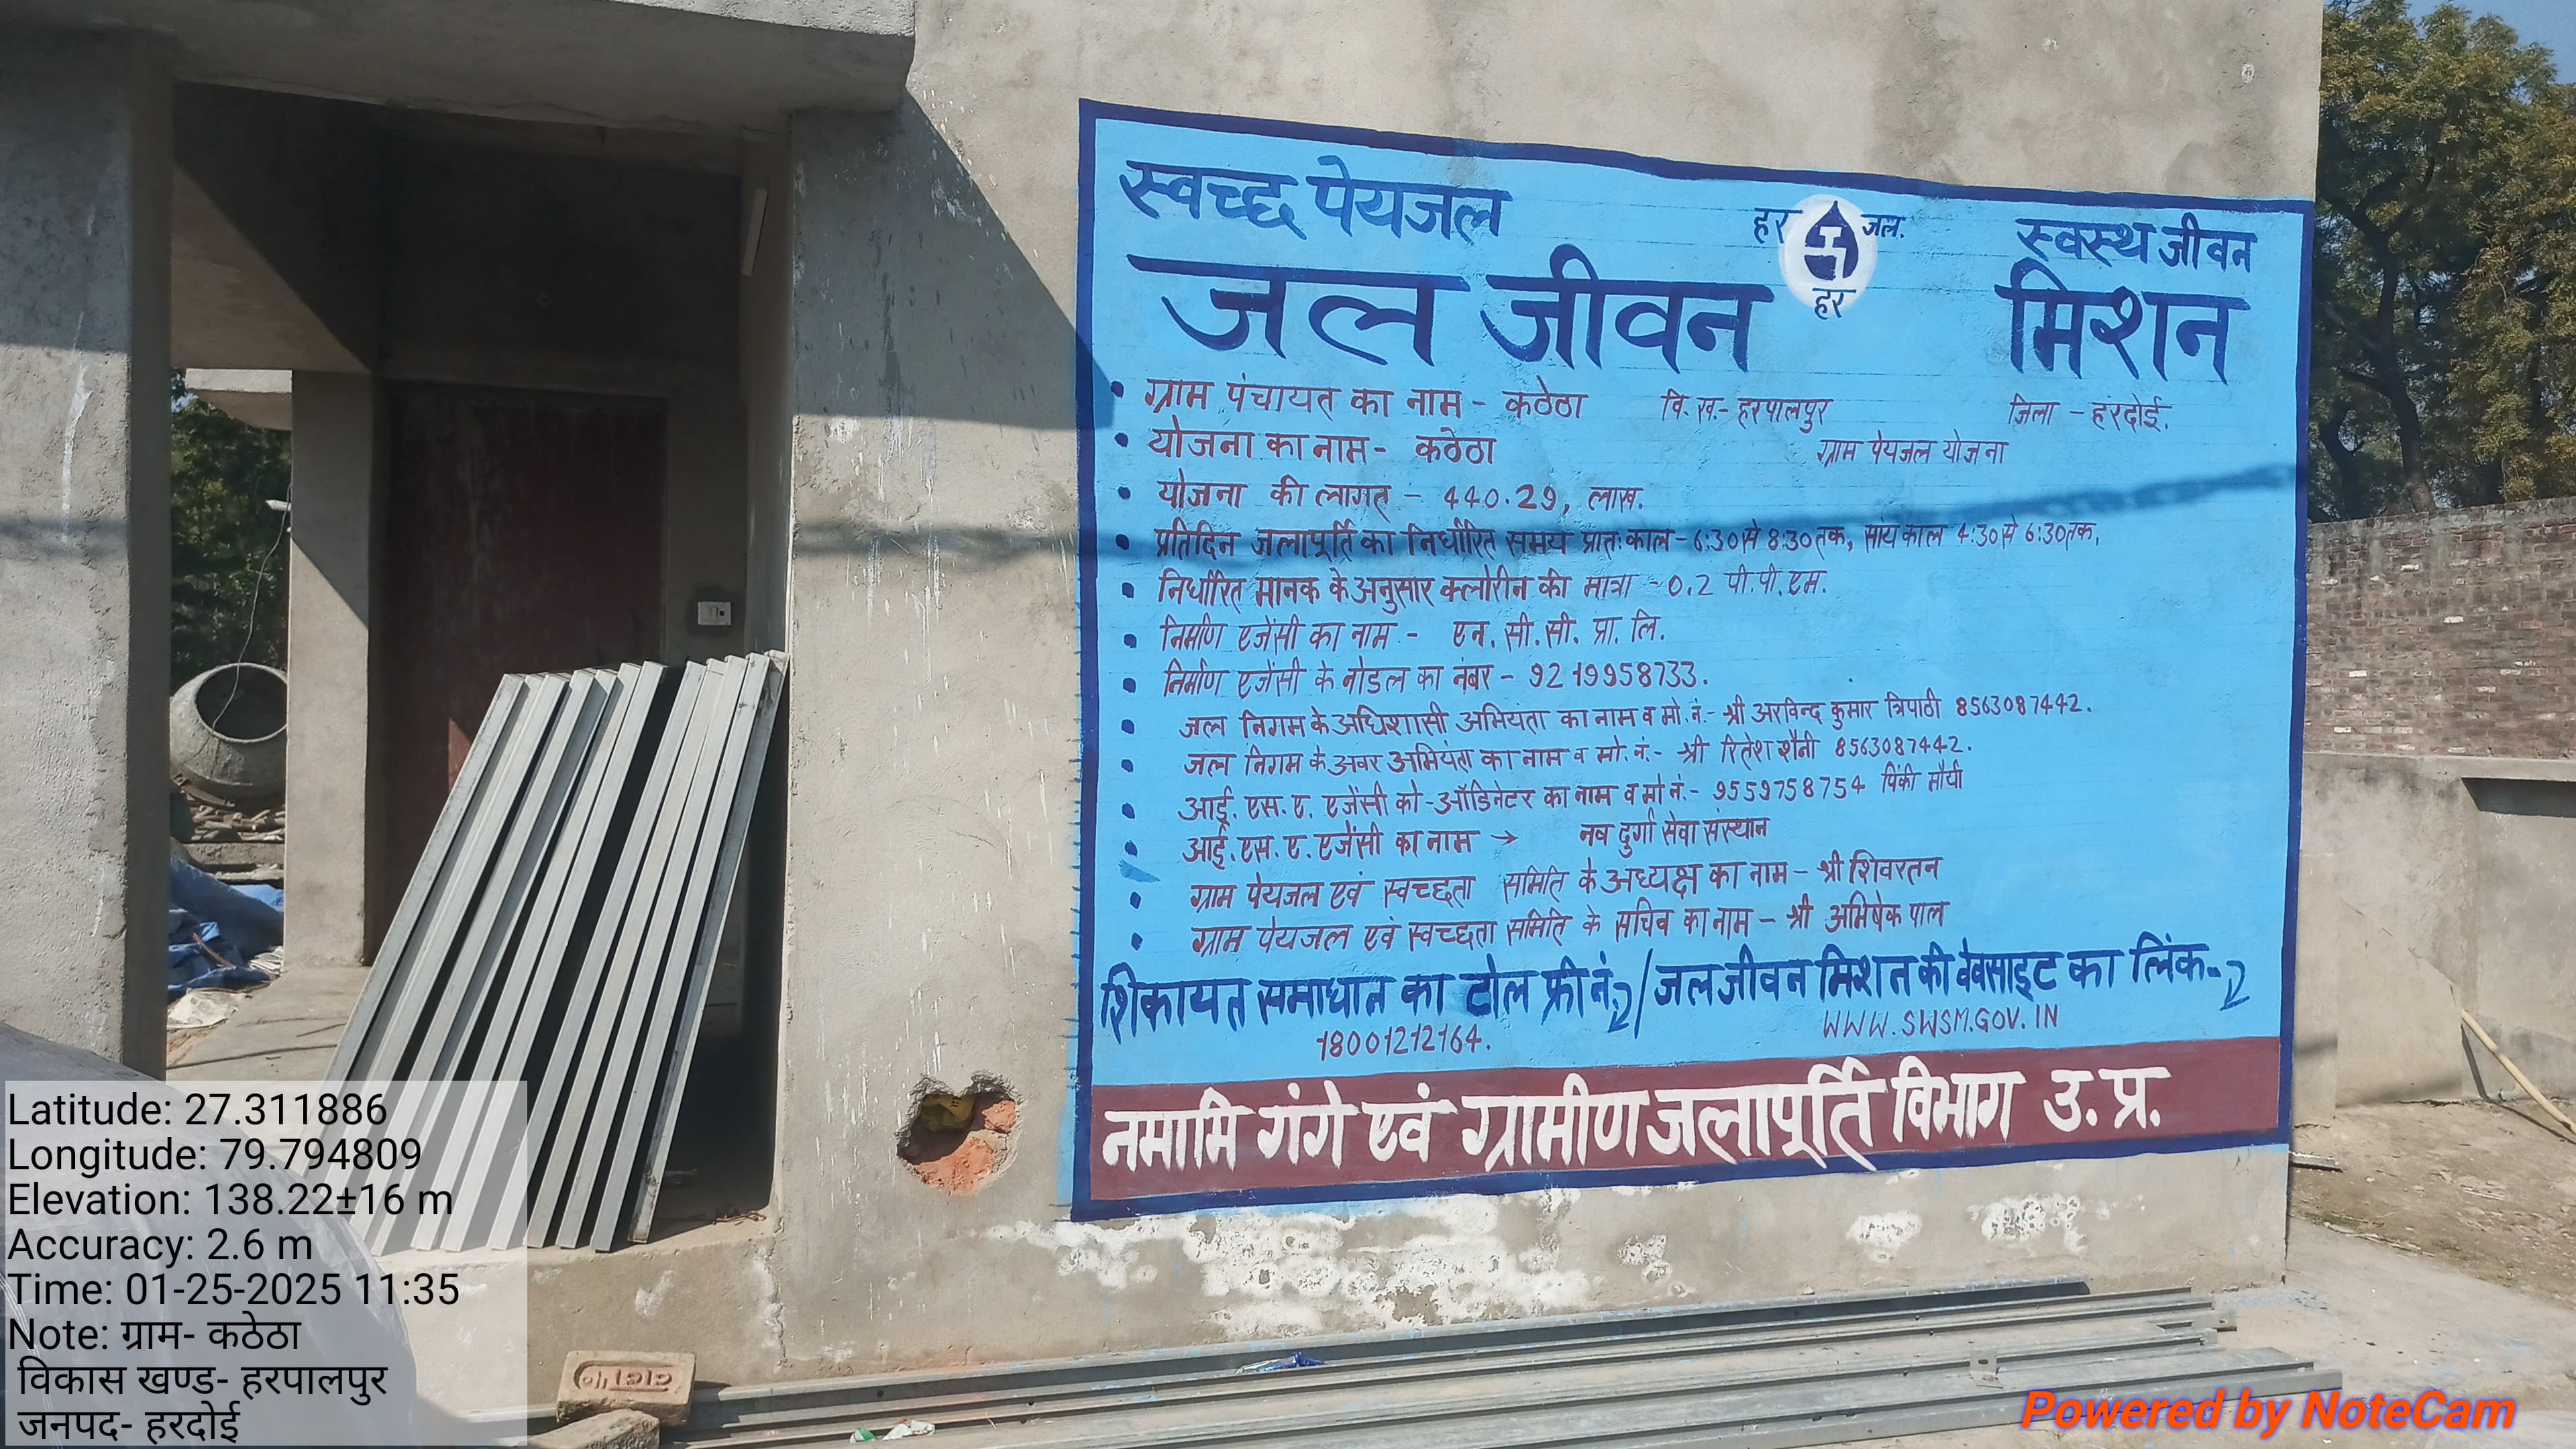 स्वच्छ पेयजल
हर जल.
हर
स्वस्थ जीवन
जल जीवन मिशन
• ग्राम पंचायत का नाम - कठेठा वि. ख.- हरपालपुर जिला - हरदोई.
• योजना का नाम - कठेठा ग्राम पेयजल योजना
• योजना की लागत - 440.29, लाख.
• प्रतिदिन जलापूर्ति का निर्धारित समय प्रातः काल - 6:30 से 8:30 तक, सांय काल 4:30 से 6:30 तक,
• निर्धारित मानक के अनुसार क्लोरीन की मात्रा - 0.2 पी.पी.एम.
• निर्माण एजेंसी का नाम - एन. सी. सी. प्रा. लि.
• निर्माण एजेंसी के नोडल का नंबर - 9219958733.
• जल निगम के अधिशासी अभियंता का नाम व मो. नं.- श्री अरविन्द कुमार त्रिपाठी 8563087442.
• जल निगम के अवर अभियंता का नाम व मो. नं.- श्री रितेश शैनी 8563087442.
• आई. एस. ए. एजेंसी को-ऑडिनेटर का नाम व मो नं.- 9559758754 पिंकी मौर्या
• आई. एस. ए. एजेंसी का नाम → नव दुर्गा सेवा संस्थान
• ग्राम पेयजल एवं स्वच्छता समिति के अध्यक्ष का नाम - श्री शिवरतन
• ग्राम पेयजल एवं स्वच्छता समिति के सचिव का नाम - श्री अभिषेक पाल
शिकायत समाधान का टोल फ्री नं. / जल जीवन मिशन की वेबसाइट का लिंक-
18001212164. WWW.SWSM.GOV.IN
नमामि गंगे एवं ग्रामीण जलापूर्ति विभाग उ. प्र.
Latitude: 27.311886
Longitude: 79.794809
Elevation: 138.22±16 m
Accuracy: 2.6 m
Time: 01-25-2025 11:35
Note: ग्राम- कठेठा
विकास खण्ड- हरपालपुर
जनपद- हरदोई
Powered by NoteCam